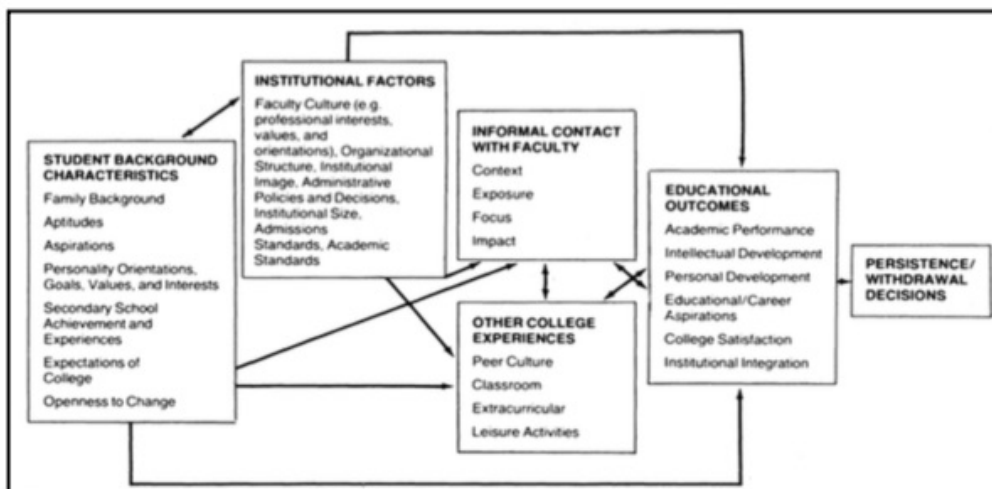 STUDENT BACKGROUND
CHARACTERISTICS
Family Background
Aptitudes
Aspirations
Personality Orientations,
Goals, Values, and Interests
Secondary School
Achievement and
Experiences
Expectations of
College
Openness to Change
INSTITUTIONAL FACTORS
Faculty Culture (e.g.
professional interests,
values, and
orientations), Organizational
Structure, Institutional
Image, Administrative
Policies and Decisions,
Institutional Size,
Admissions
Standards, Academic
Standards
INFORMAL CONTACT
WITH FACULTY
Context
Exposure
Focus
Impact
OTHER COLLEGE
EXPERIENCES
Peer Culture
Classroom
Extracurricular
Leisure Activities
EDUCATIONAL
OUTCOMES
Academic Performance
Intellectual Development
Personal Development
Educational/Career
Aspirations
College Satisfaction
Institutional Integration
PERSISTENCE/
WITHDRAWAL
DECISIONS